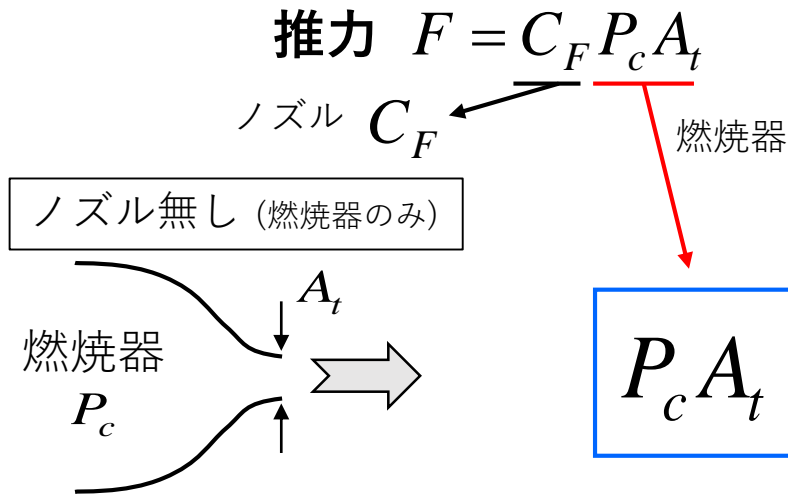 推力 F = C_F P_c A_t
ノズル C_F
燃焼器
ノズル無し (燃焼器のみ)
A_t
燃焼器
P_c
P_c A_t